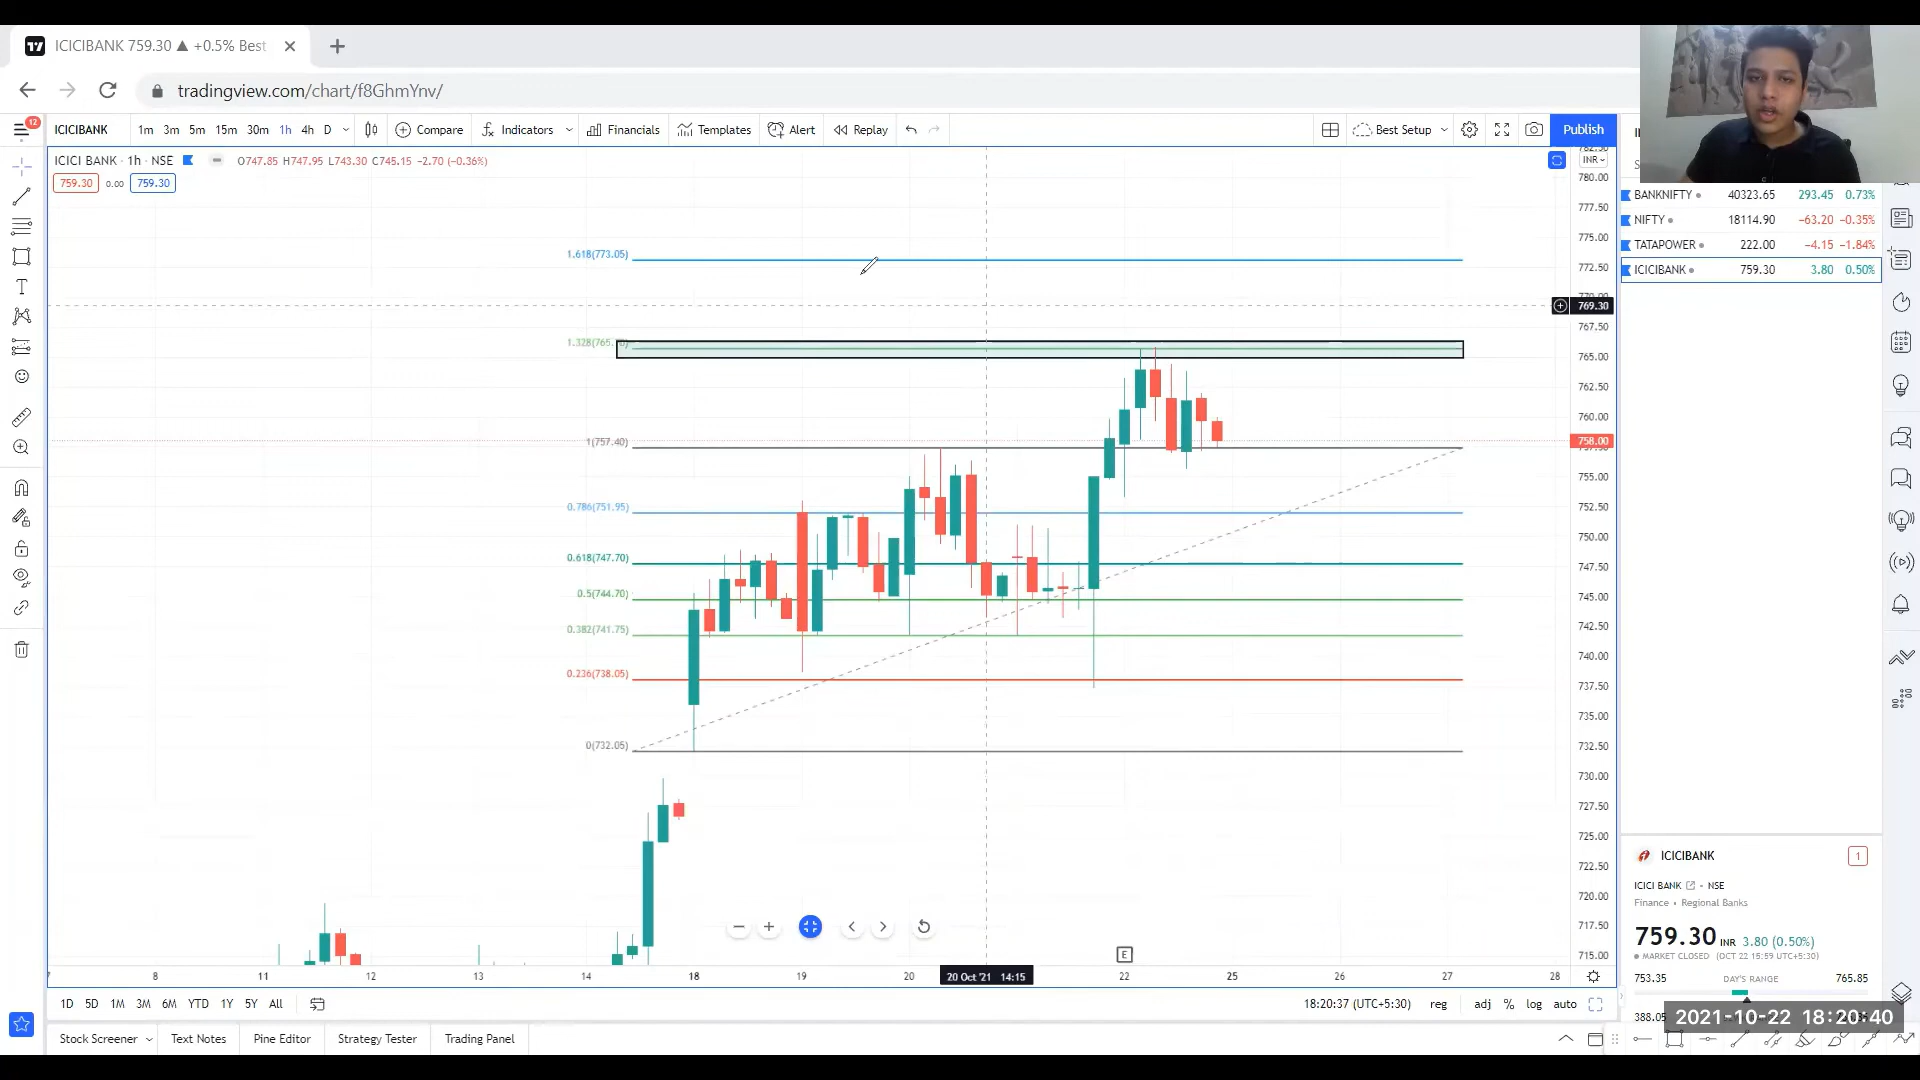 ICICIBANK 759.30 ▲ +0.5% Best
tradingview.com/chart/f8GhmYnv/
12
ICICIBANK 1m 3m 5m 15m 30m 1h 4h D Compare Indicators Financials Templates Alert Replay Best Setup Publish
ICICI BANK · 1h · NSE O747.85 H747.95 L743.30 C745.15 −2.70 (−0.36%)
759.30 0.00 759.30
INR
780.00
777.50
775.00
772.50
769.30
767.50
765.00
762.50
760.00
758.00
755.00
752.50
750.00
747.50
745.00
742.50
740.00
737.50
735.00
732.50
730.00
727.50
725.00
722.50
720.00
717.50
715.00
1.618(773.05)
1(757.40)
0.786(751.95)
0.618(747.70)
0.5(744.70)
0.382(741.75)
0.236(738.05)
0(732.05)
E
8 11 12 13 14 18 19 20 20 Oct '21 14:15 22 25 26 27 28
1D 5D 1M 3M 6M YTD 1Y 5Y All 18:20:37 (UTC+5:30) reg adj % log auto
Stock Screener Text Notes Pine Editor Strategy Tester Trading Panel
BANKNIFTY 40323.65 293.45 0.73%
NIFTY 18114.90 −63.20 −0.35%
TATAPOWER 222.00 −4.15 −1.84%
ICICIBANK 759.30 3.80 0.50%
ICICIBANK 1
ICICI BANK · NSE
Finance • Regional Banks
759.30 INR 3.80 (0.50%)
MARKET CLOSED (OCT 22 15:59 UTC+5:30)
753.35 DAY'S RANGE 765.85
388.05
2021-10-22 18:20:40